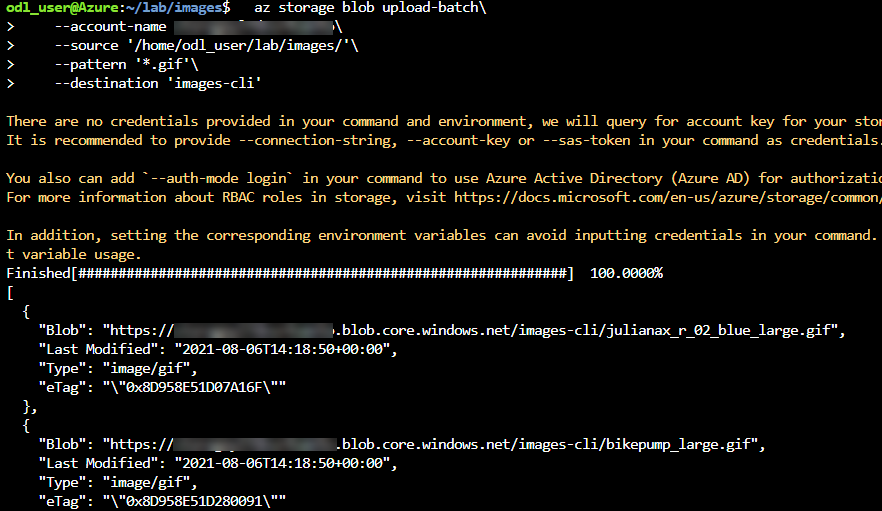 odl_user@Azure:~/lab/images$   az storage blob upload-batch\
>     --account-name \
>     --source '/home/odl_user/lab/images/'\
>     --pattern '*.gif'\
>     --destination 'images-cli'
There are no credentials provided in your command and environment, we will query for account key for your
It is recommended to provide --connection-string, --account-key or --sas-token in your command as credentials.
You also can add `--auth-mode login` in your command to use Azure Active Directory (Azure AD) for
For more information about RBAC roles in storage, visit https://docs.microsoft.com/en-us/azure/storage/common/
In addition, setting the corresponding environment variables can avoid inputting credentials in your command.
t variable usage.
Finished[#############################################################]  100.0000%
[
  {
    "Blob": "https://.blob.core.windows.net/images-cli/julianax_r_02_blue_large.gif",
    "Last Modified": "2021-08-06T14:18:50+00:00",
    "Type": "image/gif",
    "eTag": "\"0x8D958E51D07A16F\""
  },
  {
    "Blob": "https://.blob.core.windows.net/images-cli/bikepump_large.gif",
    "Last Modified": "2021-08-06T14:18:50+00:00",
    "Type": "image/gif",
    "eTag": "\"0x8D958E51D280091\""